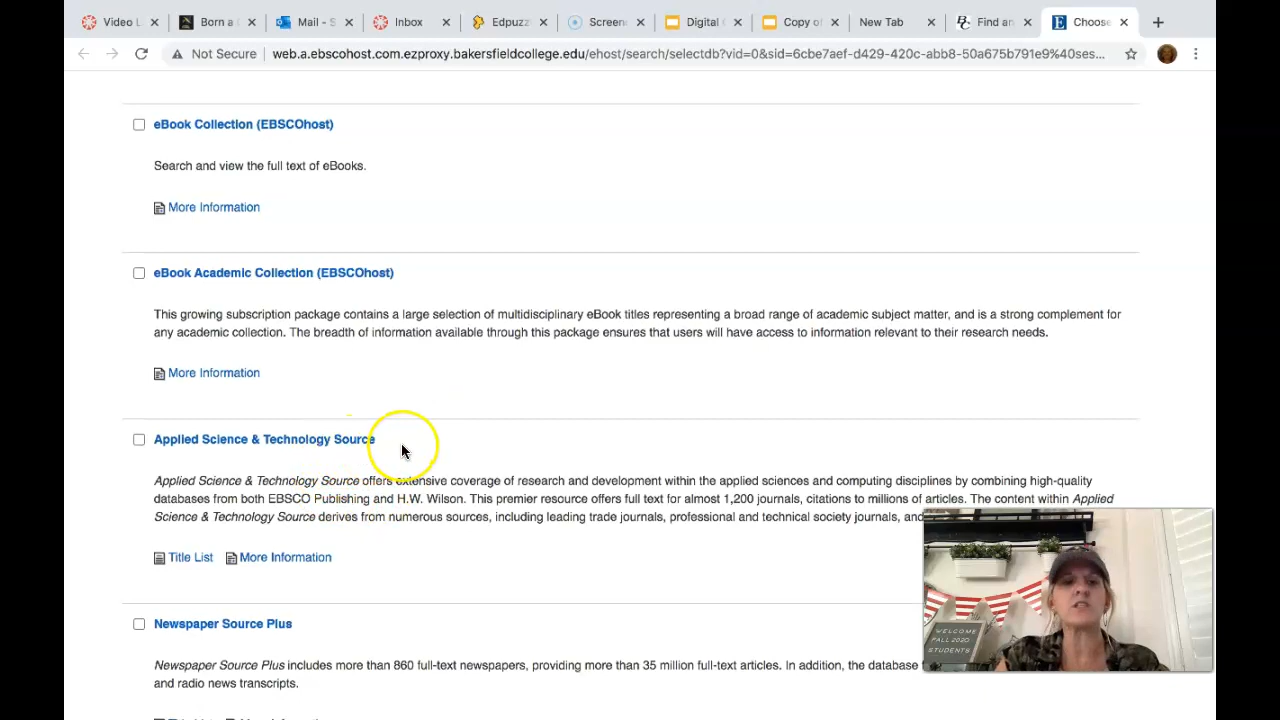 Video L
Born a C
Mail - S
Inbox
Edpuzz
Screen
Digital C
Copy of
New Tab
Find an
Choose
Not Secure
web.a.ebscohost.com.ezproxy.bakersfieldcollege.edu/ehost/search/selectdb?vid=0&sid=6cbe7aef-d429-420c-abb8-50a675b791e9%40ses...
eBook Collection (EBSCOhost)
Search and view the full text of eBooks.
More Information
eBook Academic Collection (EBSCOhost)
This growing subscription package contains a large selection of multidisciplinary eBook titles representing a broad range of academic subject matter, and is a strong complement for
any academic collection. The breadth of information available through this package ensures that users will have access to information relevant to their research needs.
More Information
Applied Science & Technology Source
Applied Science & Technology Source offers extensive coverage of research and development within the applied sciences and computing disciplines by combining high-quality
databases from both EBSCO Publishing and H.W. Wilson. This premier resource offers full text for almost 1,200 journals, citations to millions of articles. The content within Applied
Science & Technology Source derives from numerous sources, including leading trade journals, professional and technical society journals, and
Title List More Information
Newspaper Source Plus
Newspaper Source Plus includes more than 860 full-text newspapers, providing more than 35 million full-text articles. In addition, the database
and radio news transcripts.
WELCOME
FALL 2020
STUDENTS